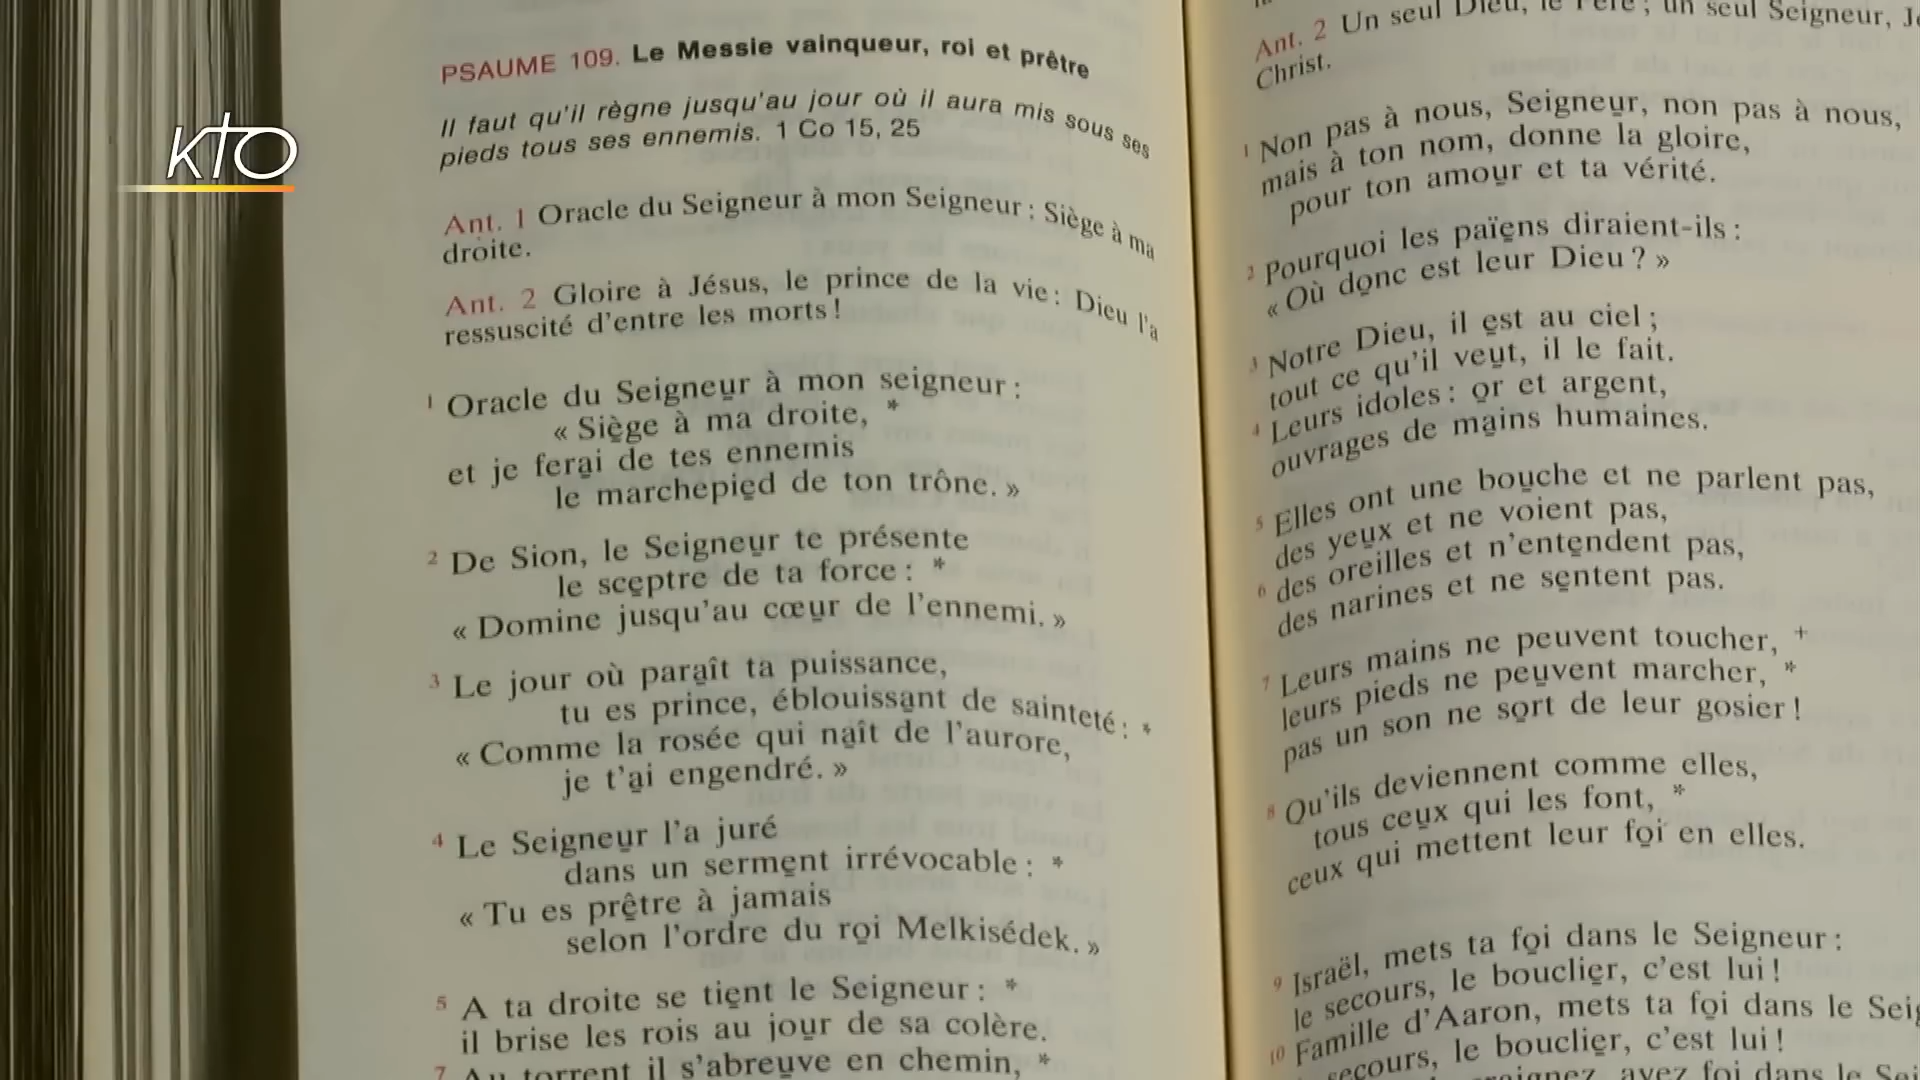 KTO
PSAUME 109. Le Messie vainqueur, roi et prêtre
Il faut qu'il règne jusqu'au jour où il aura mis sous ses
pieds tous ses ennemis. 1 Co 15, 25
Ant. 1 Oracle du Seigneur à mon Seigneur : Siège à ma
droite.
Ant. 2 Gloire à Jésus, le prince de la vie : Dieu l'a
ressuscité d'entre les morts !
1 Oracle du Seigneur à mon seigneur :
« Siège à ma droite, *
et je ferai de tes ennemis
le marchepied de ton trône. »
2 De Sion, le Seigneur te présente
le sceptre de ta force : *
« Domine jusqu'au cœur de l'ennemi. »
3 Le jour où paraît ta puissance,
tu es prince, éblouissant de sainteté : *
« Comme la rosée qui naît de l'aurore,
je t'ai engendré. »
4 Le Seigneur l'a juré
dans un serment irrévocable : *
« Tu es prêtre à jamais
selon l'ordre du roi Melkisédek. »
5 A ta droite se tient le Seigneur : *
il brise les rois au jour de sa colère.
7 Au torrent il s'abreuve en chemin, *
Ant. 2 Un seul Dieu, le Père ; un seul Seigneur,
Christ.
1 Non pas à nous, Seigneur, non pas à nous,
mais à ton nom, donne la gloire,
pour ton amour et ta vérité.
2 Pourquoi les païens diraient-ils :
« Où donc est leur Dieu ? »
3 Notre Dieu, il est au ciel ;
tout ce qu'il veut, il le fait.
4 Leurs idoles : or et argent,
ouvrages de mains humaines.
5 Elles ont une bouche et ne parlent pas,
des yeux et ne voient pas,
6 des oreilles et n'entendent pas,
des narines et ne sentent pas.
7 Leurs mains ne peuvent toucher, +
leurs pieds ne peuvent marcher, *
pas un son ne sort de leur gosier !
8 Qu'ils deviennent comme elles,
tous ceux qui les font, *
ceux qui mettent leur foi en elles.
9 Israël, mets ta foi dans le Seigneur :
le secours, le bouclier, c'est lui !
10 Famille d'Aaron, mets ta foi dans le
secours, le bouclier, c'est lui !
avez foi dans le